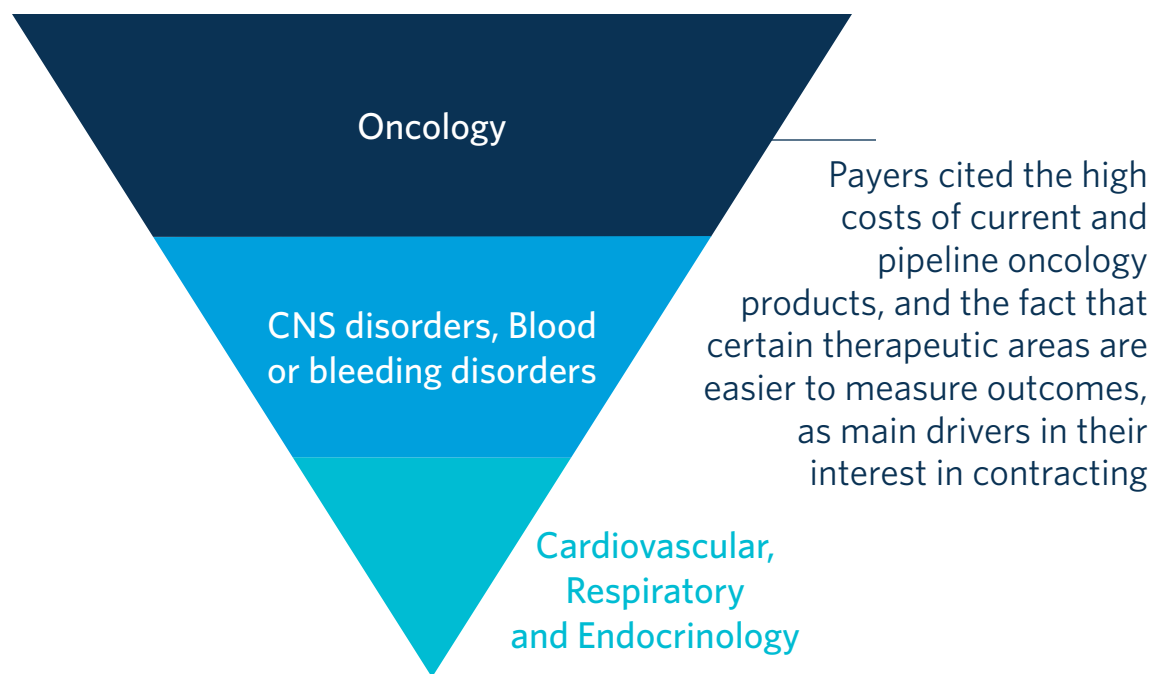 Oncology
Payers cited the high
costs of current and
pipeline oncology
products, and the fact that
certain therapeutic areas are
easier to measure outcomes,
as main drivers in their
interest in contracting
CNS disorders, Blood
or bleeding disorders
Cardiovascular,
Respiratory
and Endocrinology